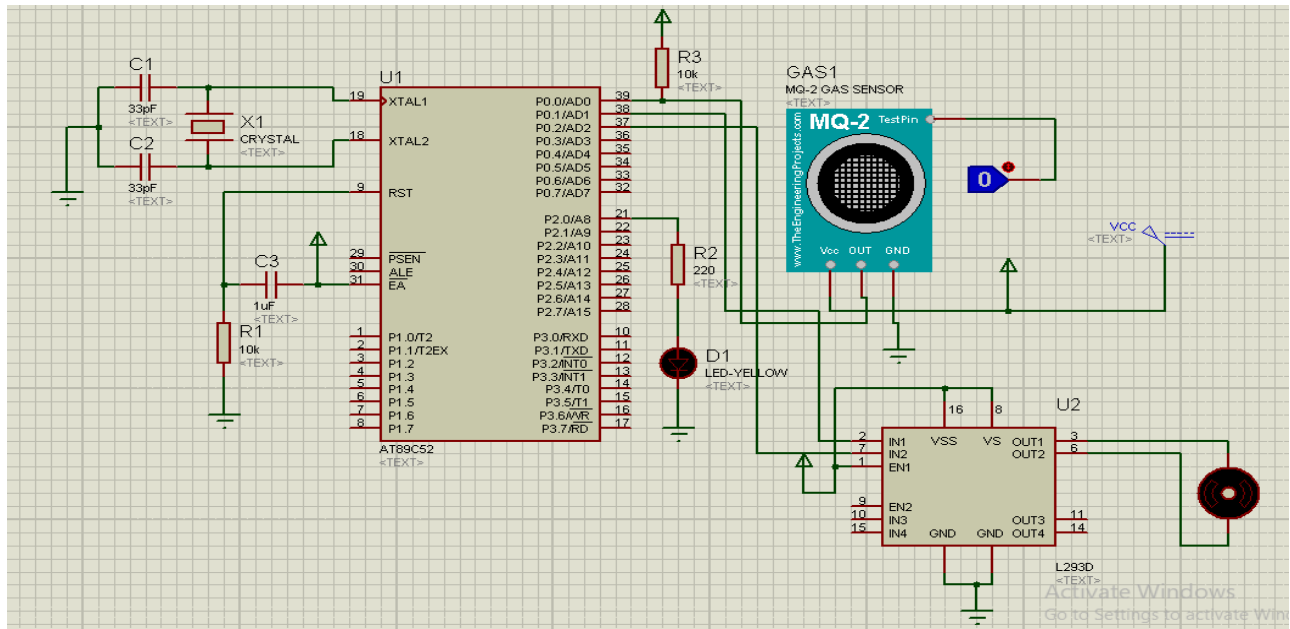 C1
33pF
<TEXT>
C2
33pF
<TEXT>
X1
CRYSTAL
<TEXT>
C3
1uF
<TEXT>
R1
10k
<TEXT>
U1
19
18
9
29
30
31
1
2
3
4
5
6
7
8
XTAL1
XTAL2
RST
PSEN
ALE
EA
P1.0/T2
P1.1/T2EX
P1.2
P1.3
P1.4
P1.5
P1.6
P1.7
P0.0/AD0
P0.1/AD1
P0.2/AD2
P0.3/AD3
P0.4/AD4
P0.5/AD5
P0.6/AD6
P0.7/AD7
P2.0/A8
P2.1/A9
P2.2/A10
P2.3/A11
P2.4/A12
P2.5/A13
P2.6/A14
P2.7/A15
P3.0/RXD
P3.1/TXD
P3.2/INT0
P3.3/INT1
P3.4/T0
P3.5/T1
P3.6/WR
P3.7/RD
39
38
37
36
35
34
33
32
21
22
23
24
25
26
27
28
10
11
12
13
14
15
16
17
AT89C52
<TEXT>
R3
10k
<TEXT>
R2
220
<TEXT>
D1
LED-YELLOW
<TEXT>
GAS1
MQ-2 GAS SENSOR
<TEXT>
MQ-2 TestPin
www.TheEngineeringProjects.com
Vcc OUT GND
0
VCC
<TEXT>
U2
16 8
2
7
1
9
10
15
IN1
IN2
EN1
EN2
IN3
IN4
VSS VS
OUT1
OUT2
OUT3
OUT4
GND GND
3
6
11
14
L293D
<TEXT>
Activate Windows
Go to Settings to activate Win